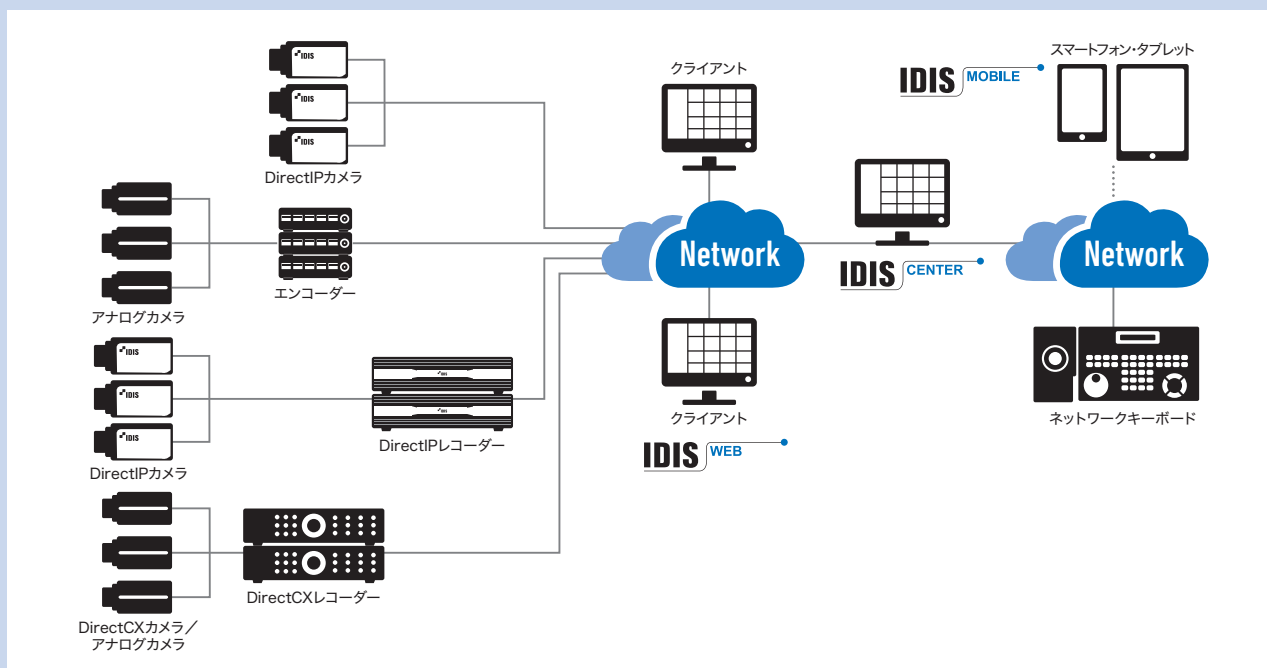 IDIS
IDIS
IDIS
DirectIPカメラ
アナログカメラ
エンコーダー
IDIS
IDIS
IDIS
DirectIPカメラ
IDIS
IDIS
DirectIPレコーダー
DirectCXカメラ／
アナログカメラ
DirectCXレコーダー
クライアント
Network
クライアント
IDIS WEB
IDIS CENTER
IDIS MOBILE
スマートフォン・タブレット
Network
ネットワークキーボード